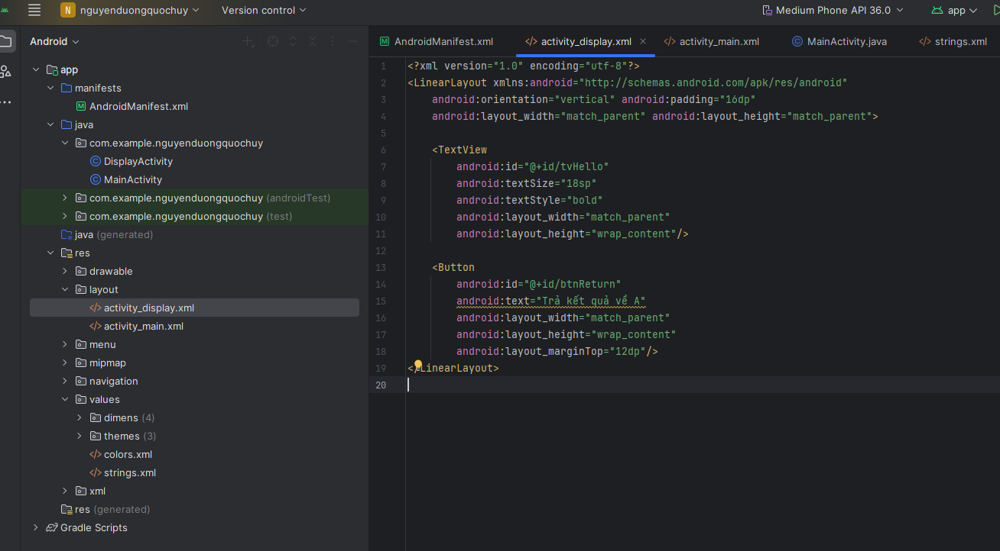 N nguyenduongquochuy Version control Medium Phone API 36.0 app
Android
app
manifests
AndroidManifest.xml
java
com.example.nguyenduongquochuy
DisplayActivity
MainActivity
com.example.nguyenduongquochuy (androidTest)
com.example.nguyenduongquochuy (test)
java (generated)
res
drawable
layout
activity_display.xml
activity_main.xml
menu
mipmap
navigation
values
dimens (4)
themes (3)
colors.xml
strings.xml
xml
res (generated)
Gradle Scripts
AndroidManifest.xml activity_display.xml activity_main.xml MainActivity.java strings.xml
1 <?xml version="1.0" encoding="utf-8"?>
2 <LinearLayout xmlns:android="http://schemas.android.com/apk/res/android"
3 android:orientation="vertical" android:padding="16dp"
4 android:layout_width="match_parent" android:layout_height="match_parent">
5
6 <TextView
7 android:id="@+id/tvHello"
8 android:textSize="18sp"
9 android:textStyle="bold"
10 android:layout_width="match_parent"
11 android:layout_height="wrap_content"/>
12
13 <Button
14 android:id="@+id/btnReturn"
15 android:text="Trả kết quả về A"
16 android:layout_width="match_parent"
17 android:layout_height="wrap_content"
18 android:layout_marginTop="12dp"/>
19 </LinearLayout>
20